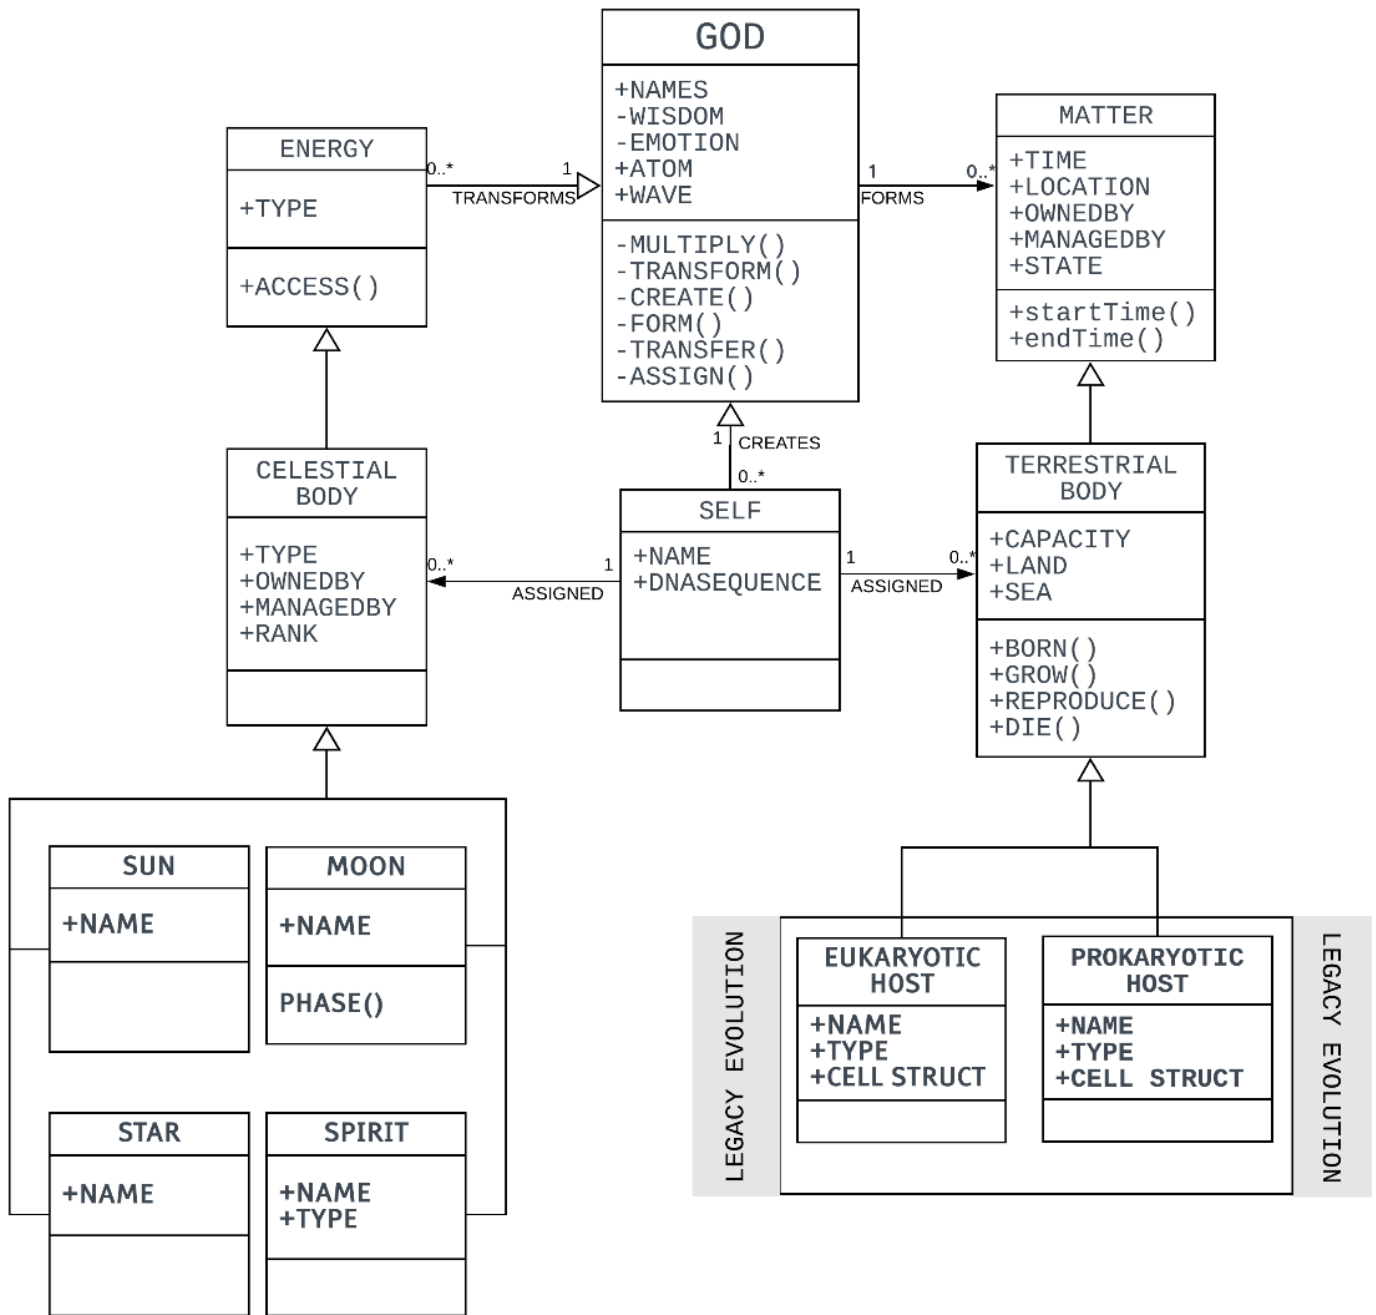 GOD
+NAMES
-WISDOM
-EMOTION
+ATOM
+WAVE
-MULTIPLY()
-TRANSFORM()
-CREATE()
-FORM()
-TRANSFER()
-ASSIGN()
ENERGY
+TYPE
+ACCESS()
0..*
1
TRANSFORMS
1
0..*
FORMS
MATTER
+TIME
+LOCATION
+OWNEDBY
+MANAGEDBY
+STATE
+startTime()
+endTime()
1
CREATES
0..*
CELESTIAL
BODY
+TYPE
+OWNEDBY
+MANAGEDBY
+RANK
0..*
1
ASSIGNED
SELF
+NAME
+DNASEQUENCE
1
0..*
ASSIGNED
TERRESTRIAL
BODY
+CAPACITY
+LAND
+SEA
+BORN()
+GROW()
+REPRODUCE()
+DIE()
SUN
+NAME
MOON
+NAME
PHASE()
STAR
+NAME
SPIRIT
+NAME
+TYPE
LEGACY EVOLUTION
EUKARYOTIC
HOST
+NAME
+TYPE
+CELL STRUCT
PROKARYOTIC
HOST
+NAME
+TYPE
+CELL STRUCT
LEGACY EVOLUTION